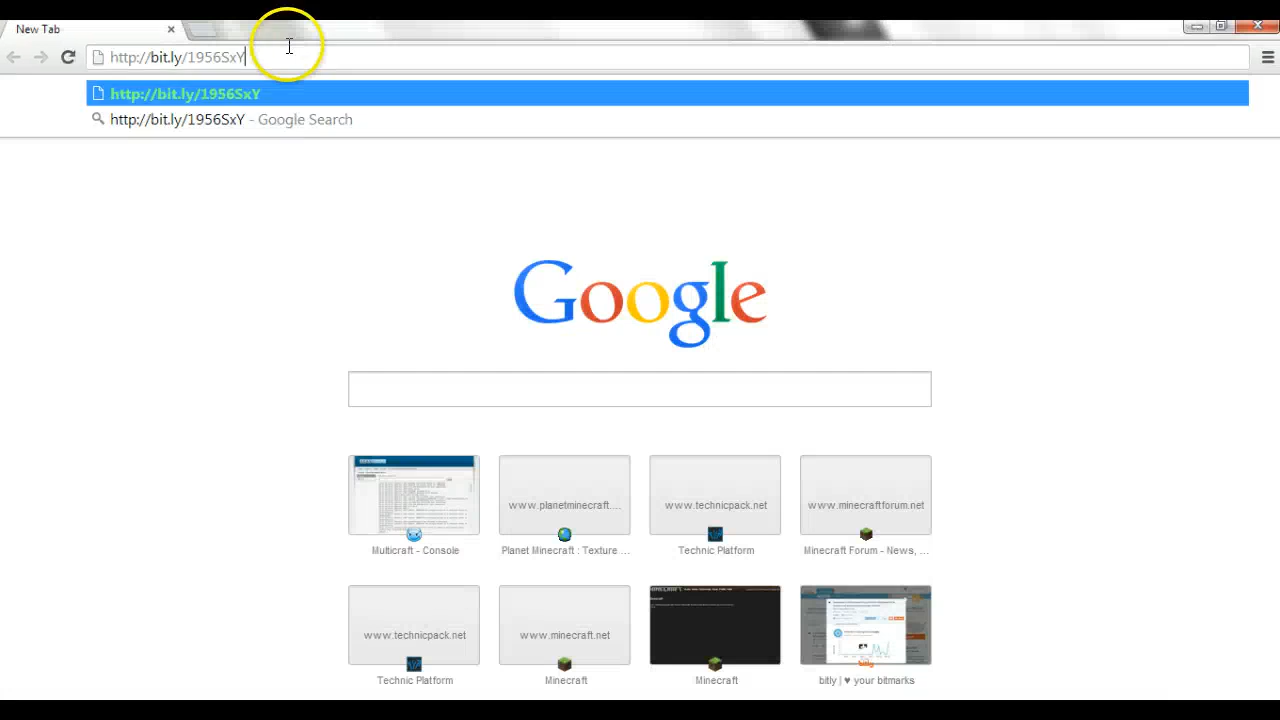 New Tab
http://bit.ly/1956SxY
http://bit.ly/1956SxY
http://bit.ly/1956SxY - Google Search
Google
www.planetminecraft....
www.technicpack.net
www.minecraftforum.net
Multicraft - Console
Planet Minecraft : Texture ...
Technic Platform
Minecraft Forum - News, ...
www.technicpack.net
www.minecraft.net
Technic Platform
Minecraft
Minecraft
bitly
bitly | ♥ your bitmarks